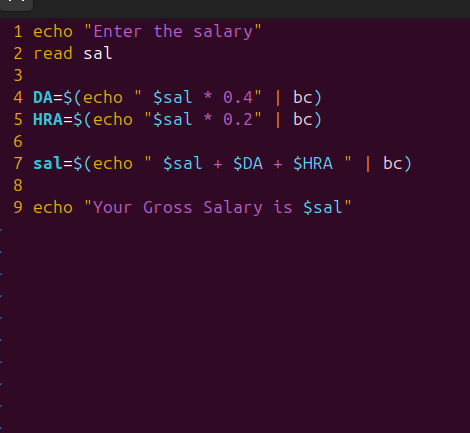 1 echo "Enter the salary"
2 read sal
3
4 DA=$(echo " $sal * 0.4" | bc)
5 HRA=$(echo "$sal * 0.2" | bc)
6
7 sal=$(echo " $sal + $DA + $HRA " | bc)
8
9 echo "Your Gross Salary is $sal"
~
~
~
~
~
~
~
~
~
~